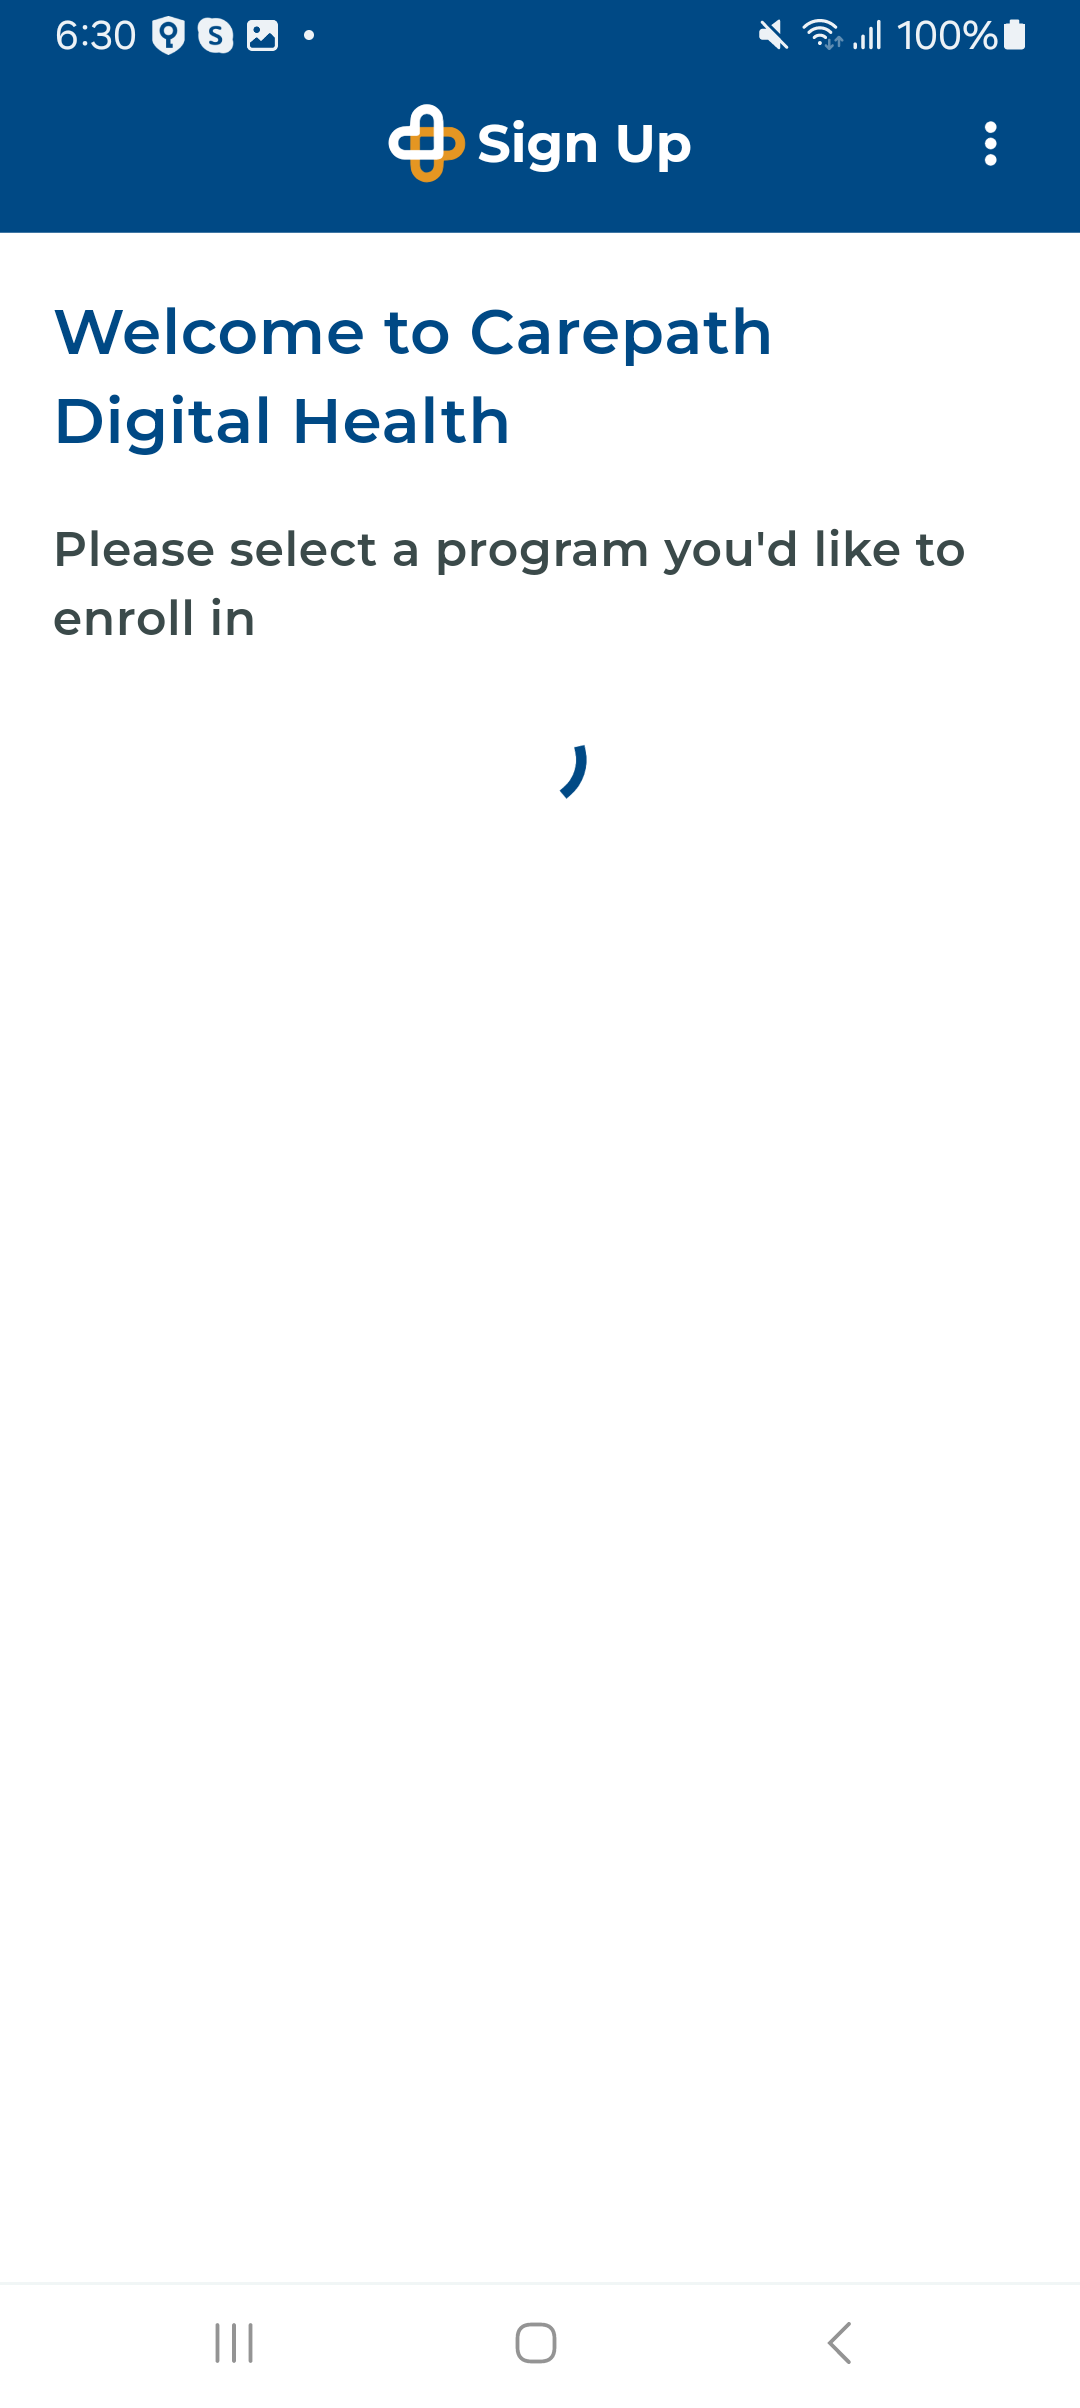 6:30 S 100%
Sign Up
Welcome to Carepath
Digital Health
Please select a program you'd like to
enroll in